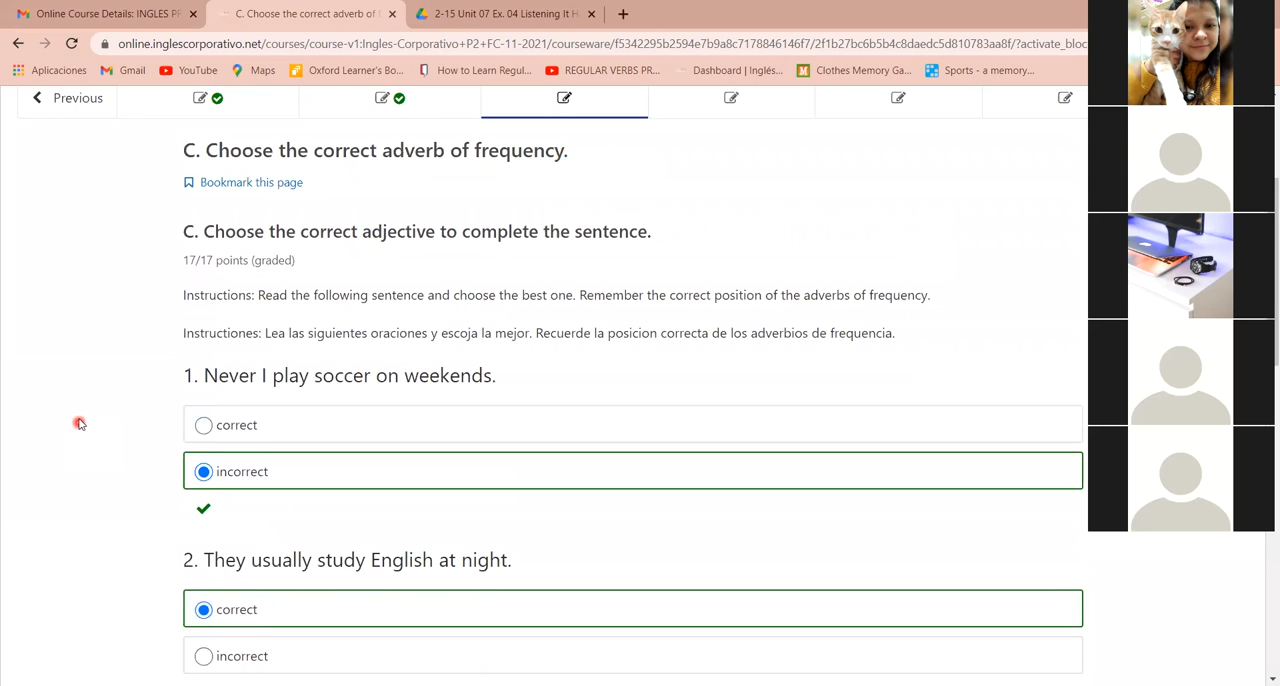 Online Course Details: INGLES PR
C. Choose the correct adverb of f
2-15 Unit 07 Ex. 04 Listening It H
online.inglescorporativo.net/courses/course-v1:Ingles-Corporativo+P2+FC-11-2021/courseware/f5342295b2594e7b9a8c7178846146f7/2f1b27bc6b5b4c8daedc5d810783aa8f/?activate_bloc
Aplicaciones
Gmail
YouTube
Maps
Oxford Learner's Bo...
How to Learn Regul...
REGULAR VERBS PR...
Dashboard | Inglés...
Clothes Memory Ga...
Sports - a memory...
Previous
C. Choose the correct adverb of frequency.
Bookmark this page
C. Choose the correct adjective to complete the sentence.
17/17 points (graded)
Instructions: Read the following sentence and choose the best one. Remember the correct position of the adverbs of frequency.
Instructiones: Lea las siguientes oraciones y escoja la mejor. Recuerde la posicion correcta de los adverbios de frequencia.
1. Never I play soccer on weekends.
correct
incorrect
2. They usually study English at night.
correct
incorrect